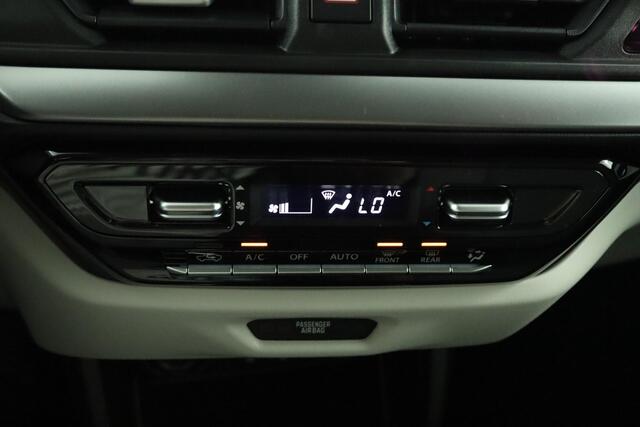 A/C
LO
A/C OFF AUTO FRONT REAR
PASSENGER
AIRBAG